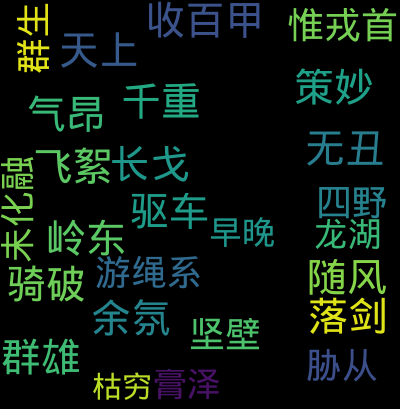 群生
天上
收百甲
惟戎首
策妙
气昂
千重
无丑
飞絮
长戈
未化融
四野
驱车
早晚
龙湖
岭东
骑破
游绳系
随风
余氛
落剑
坚壁
群雄
胁从
枯穷
膏泽